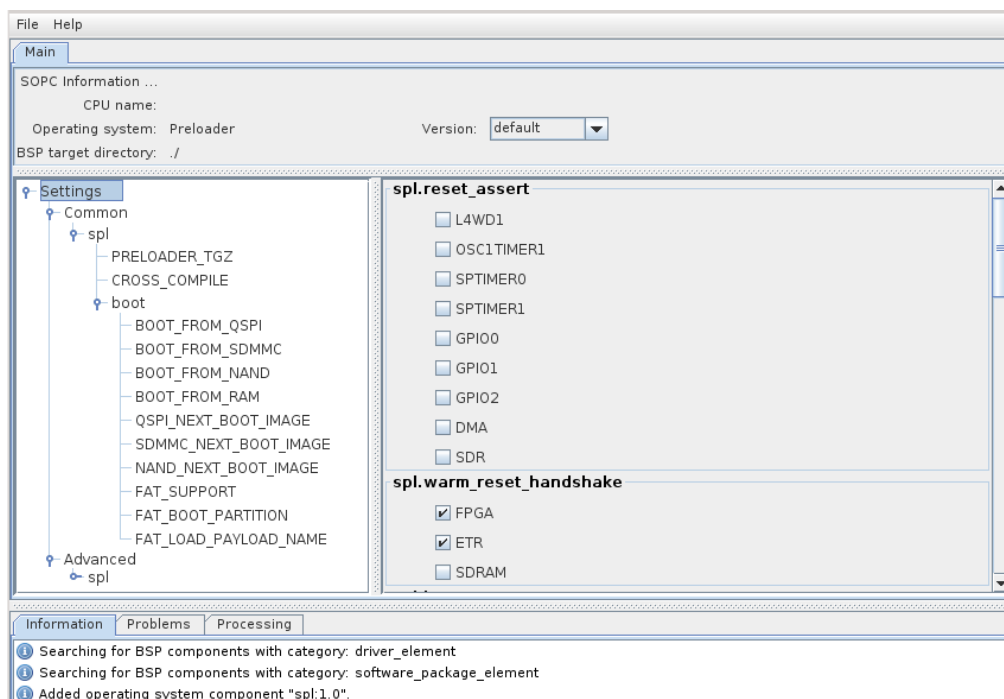 File Help
Main
SOPC Information ...
CPU name:
Operating system: Preloader Version: default
BSP target directory: ./
Settings
Common
spl
PRELOADER_TGZ
CROSS_COMPILE
boot
BOOT_FROM_QSPI
BOOT_FROM_SDMMC
BOOT_FROM_NAND
BOOT_FROM_RAM
QSPI_NEXT_BOOT_IMAGE
SDMMC_NEXT_BOOT_IMAGE
NAND_NEXT_BOOT_IMAGE
FAT_SUPPORT
FAT_BOOT_PARTITION
FAT_LOAD_PAYLOAD_NAME
Advanced
spl
spl.reset_assert
L4WD1
OSC1TIMER1
SPTIMER0
SPTIMER1
GPIO0
GPIO1
GPIO2
DMA
SDR
spl.warm_reset_handshake
FPGA
ETR
SDRAM
Information Problems Processing
Searching for BSP components with category: driver_element
Searching for BSP components with category: software_package_element
Added operating system component "spl:1.0".